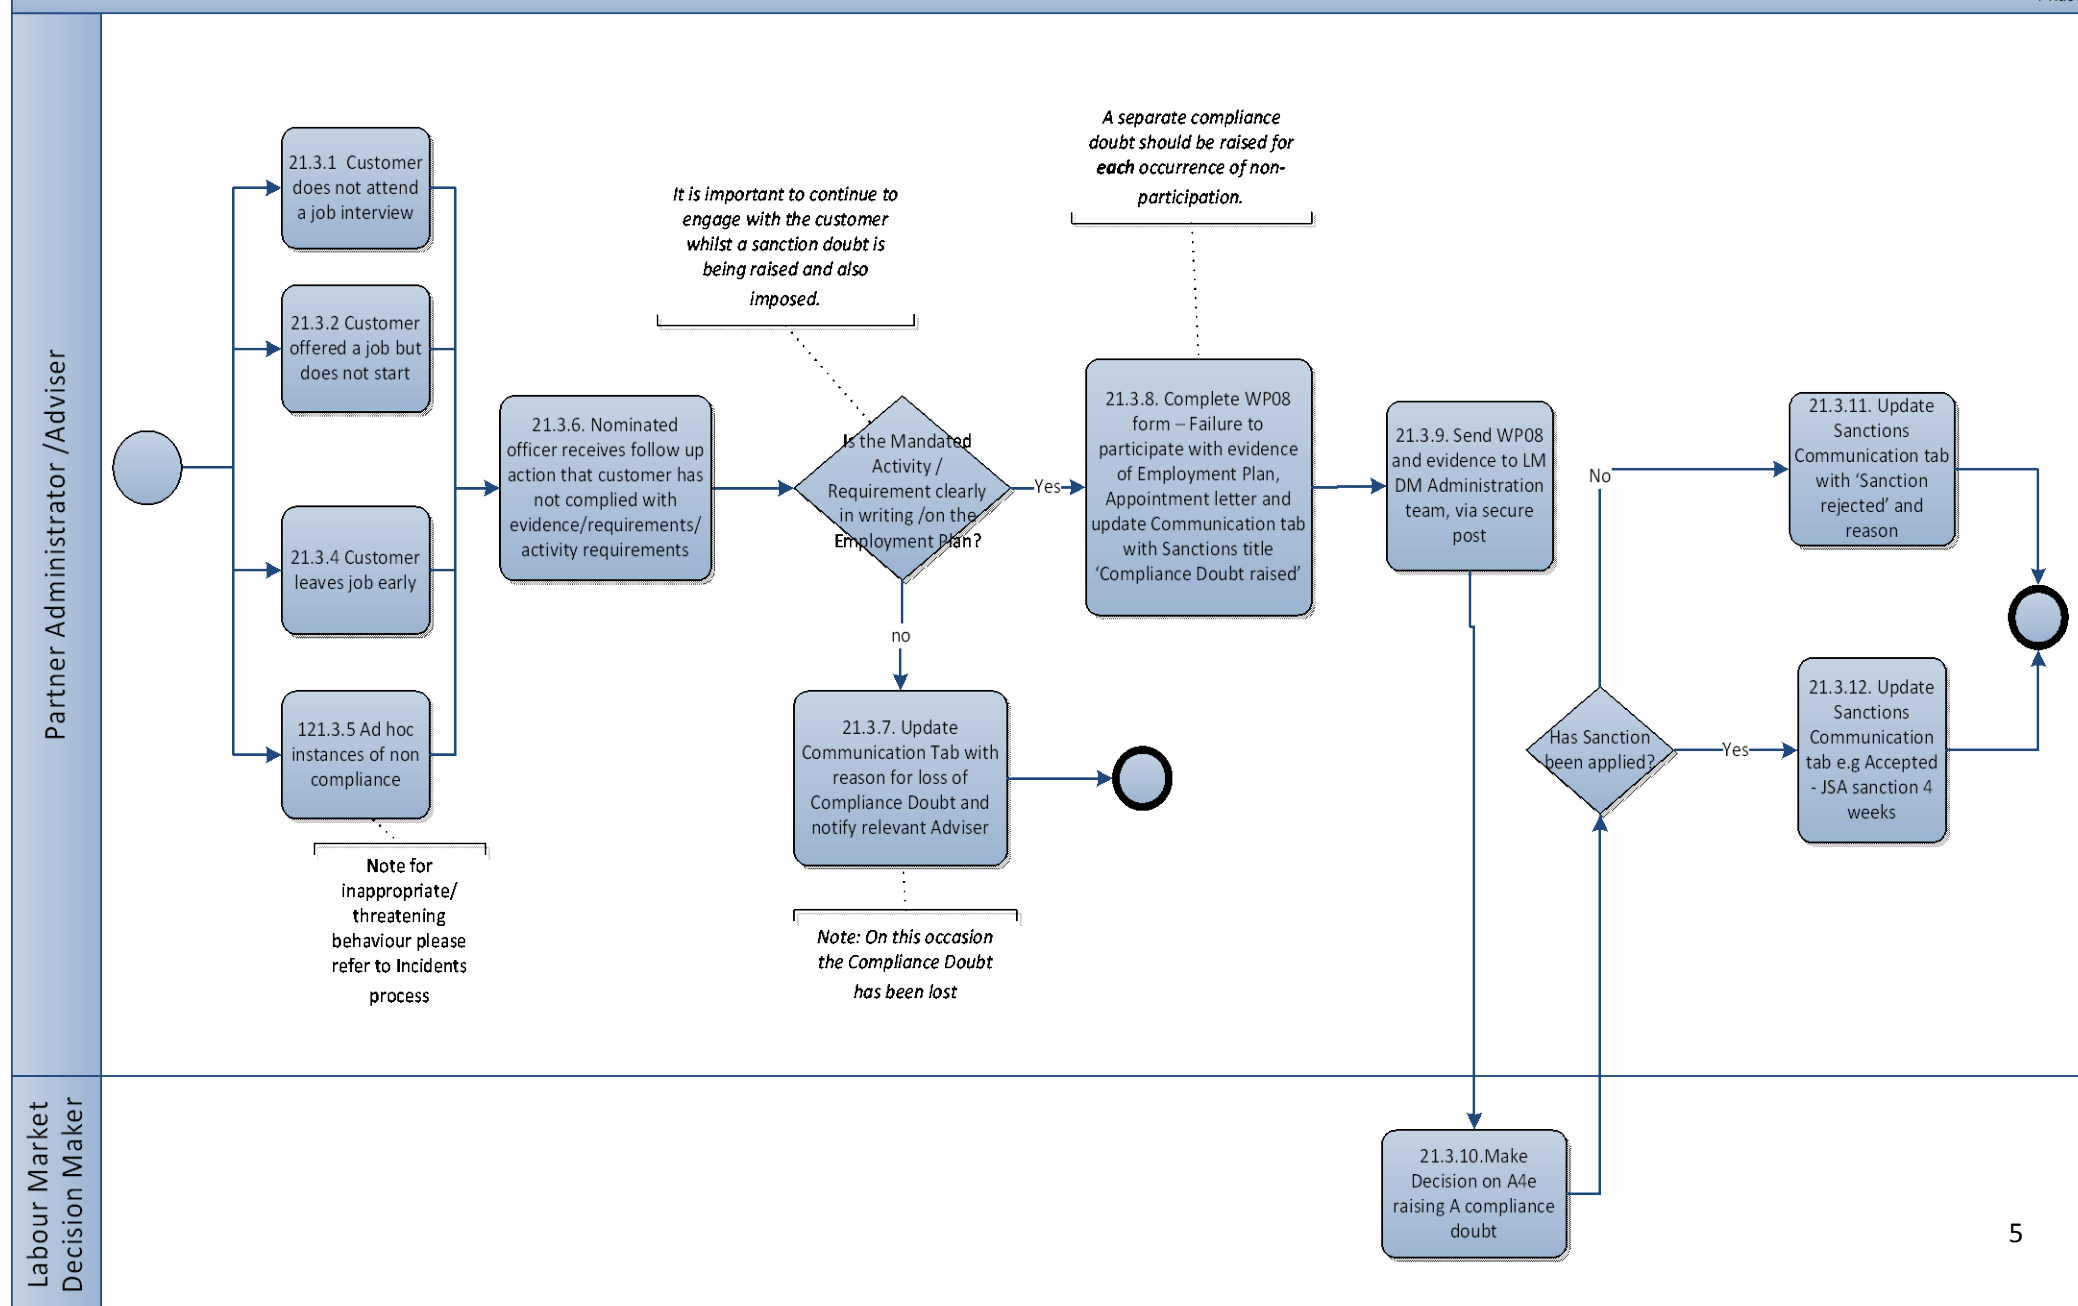 Partner Administrator /Adviser
21.3.1 Customer
does not attend
a job interview
21.3.2 Customer
offered a job but
does not start
21.3.4 Customer
leaves job early
121.3.5 Ad hoc
instances of non
compliance
Note for
inappropriate/
threatening
behaviour please
refer to Incidents
process
21.3.6. Nominated
officer receives follow up
action that customer has
not complied with
evidence/requirements/
activity requirements
It is important to continue to
engage with the customer
whilst a sanction doubt is
being raised and also
imposed.
Is the Mandated
Activity /
Requirement clearly
in writing /on the
Employment Plan?
Yes
no
21.3.7. Update
Communication Tab with
reason for loss of
Compliance Doubt and
notify relevant Adviser
Note: On this occasion
the Compliance Doubt
has been lost
A separate compliance
doubt should be raised for
each occurrence of non-
participation.
21.3.8. Complete WP08
form – Failure to
participate with evidence
of Employment Plan,
Appointment letter and
update Communication tab
with Sanctions title
‘Compliance Doubt raised’
21.3.9. Send WP08
and evidence to LM
DM Administration
team, via secure
post
No
21.3.11. Update
Sanctions
Communication tab
with ‘Sanction
rejected’ and
reason
Has Sanction
been applied?
Yes
21.3.12. Update
Sanctions
Communication
tab e.g Accepted
- JSA sanction 4
weeks
Labour Market
Decision Maker
21.3.10.Make
Decision on A4e
raising A compliance
doubt
5